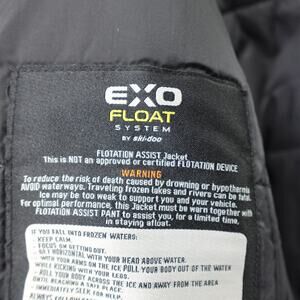 EXO
FLOAT
SYSTEM
BY ski-doo
FLOTATION ASSIST Jacket
This is NOT an approved or certified FLOTATION DEVICE
WARNING
To reduce the risk of death caused by drowning or hypothermia
AVOID waterways. Traveling frozen lakes and rivers can be fatal.
Ice may be too weak to support you and your vehicle.
For optimal performance, this Jacket must be worn together with
FLOTATION ASSIST PANT to assist you, for a limited time,
in staying afloat.
IF YOU FALL INTO FROZEN WATERS:
- KEEP CALM.
- FOCUS ON GETTING OUT.
- GET HORIZONTAL WITH YOUR HEAD ABOVE WATER.
- WITH YOUR ARMS ON THE ICE PULL YOUR BODY OUT OF THE WATER
WHILE KICKING WITH YOUR LEGS.
- ROLL YOUR BODY ACROSS THE ICE AND AWAY FROM THE AREA
UNTIL REACHING A SAFE PLACE.
- IMMEDIATELY SEEK FOR HELP.
ALWAYS FOLLOW